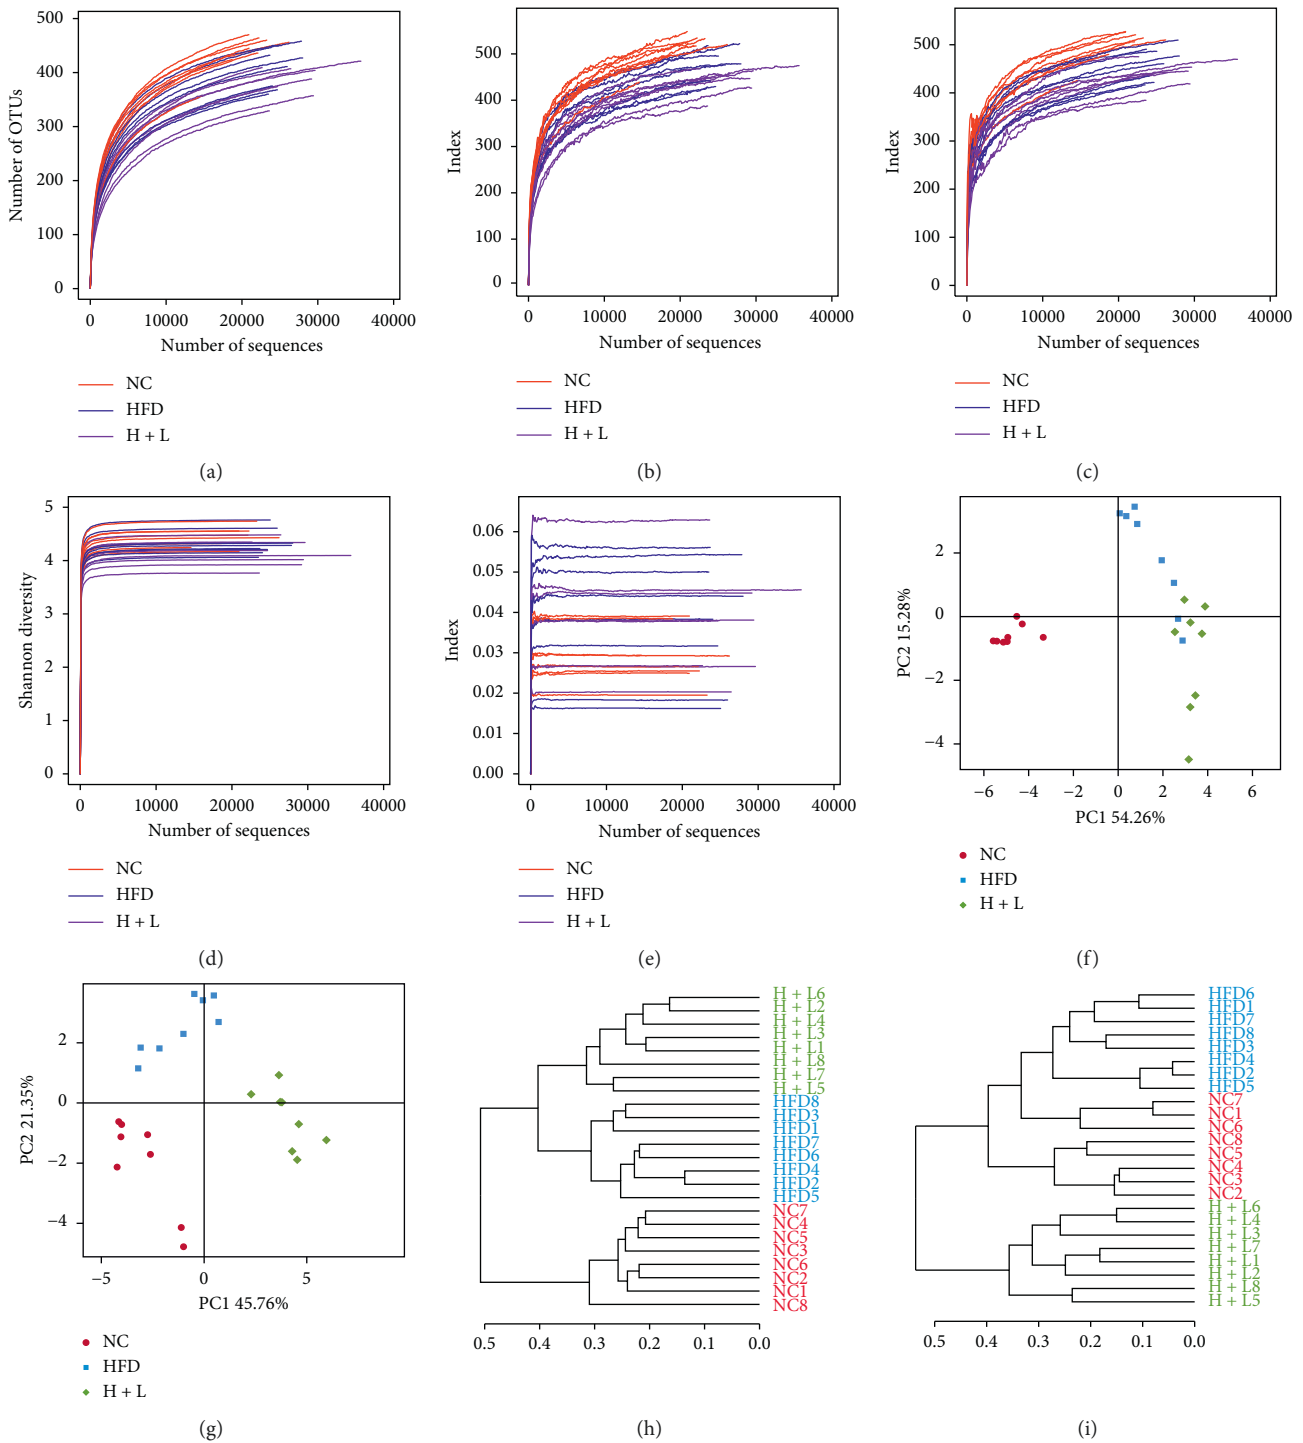 500
400
300
200
100
0
Number of OTUs
0 10000 20000 30000 40000
Number of sequences
NC
HFD
H + L
(a)
500
400
300
200
100
0
Index
0 10000 20000 30000 40000
Number of sequences
NC
HFD
H + L
(b)
500
400
300
200
100
0
Index
0 10000 20000 30000 40000
Number of sequences
NC
HFD
H + L
(c)
5
4
3
2
1
0
Shannon diversity
0 10000 20000 30000 40000
Number of sequences
NC
HFD
H + L
(d)
0.06
0.05
0.04
0.03
0.02
0.01
0.00
Index
0 10000 20000 30000 40000
Number of sequences
NC
HFD
H + L
(e)
2
0
−2
−4
PC2 15.28%
−6 −4 −2 0 2 4 6
PC1 54.26%
NC
HFD
H + L
(f)
2
0
−2
−4
PC2 21.35%
−5 0 5
PC1 45.76%
NC
HFD
H + L
(g)
H + L6
H + L2
H + L4
H + L3
H + L1
H + L8
H + L7
H + L5
HFD8
HFD3
HFD1
HFD7
HFD6
HFD4
HFD2
HFD5
NC7
NC4
NC5
NC3
NC6
NC2
NC1
NC8
0.5 0.4 0.3 0.2 0.1 0.0
(h)
HFD6
HFD1
HFD7
HFD8
HFD3
HFD4
HFD2
HFD5
NC7
NC1
NC6
NC8
NC5
NC4
NC3
NC2
H + L6
H + L4
H + L3
H + L7
H + L1
H + L2
H + L8
H + L5
0.5 0.4 0.3 0.2 0.1 0.0
(i)